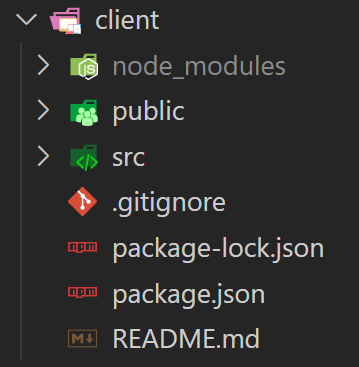 client
node_modules
public
src
.gitignore
package-lock.json
package.json
README.md